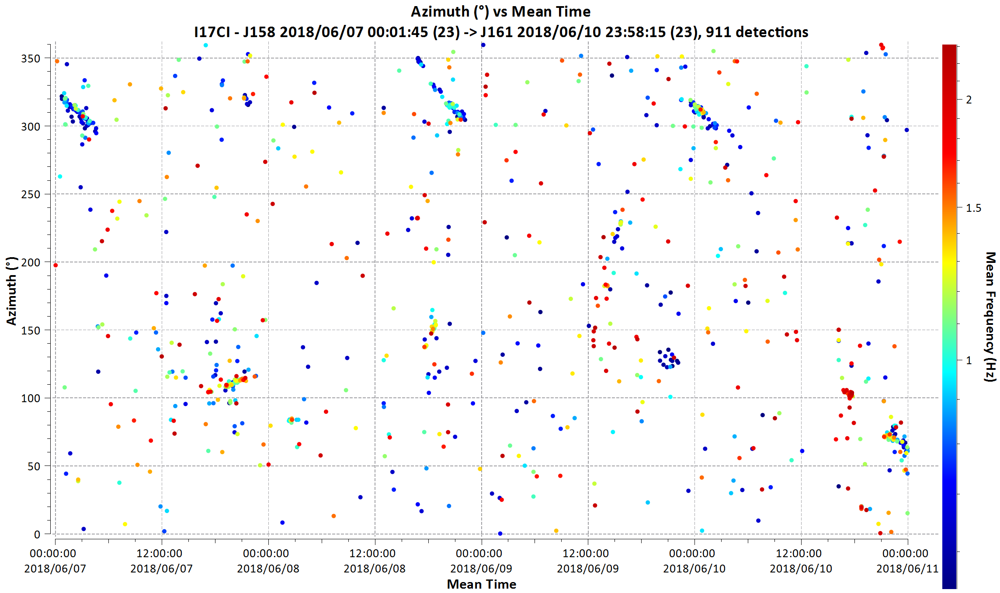 Azimuth (°) vs Mean Time
I17CI - J158 2018/06/07 00:01:45 (23) -> J161 2018/06/10 23:58:15 (23), 911 detections
350
300
250
200
150
100
50
0
Azimuth (°)
00:00:00 12:00:00 00:00:00 12:00:00 00:00:00 12:00:00 00:00:00 12:00:00 00:00:00
2018/06/07 2018/06/07 2018/06/08 2018/06/08 2018/06/09 2018/06/09 2018/06/10 2018/06/10 2018/06/11
Mean Time
2
1.5
1
Mean Frequency (Hz)